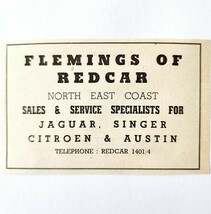 FLEMINGS OF
REDCAR
NORTH EAST COAST
SALES & SERVICE SPECIALISTS FOR
JAGUAR, SINGER
CITROEN & AUSTIN
TELEPHONE : REDCAR 1401/4